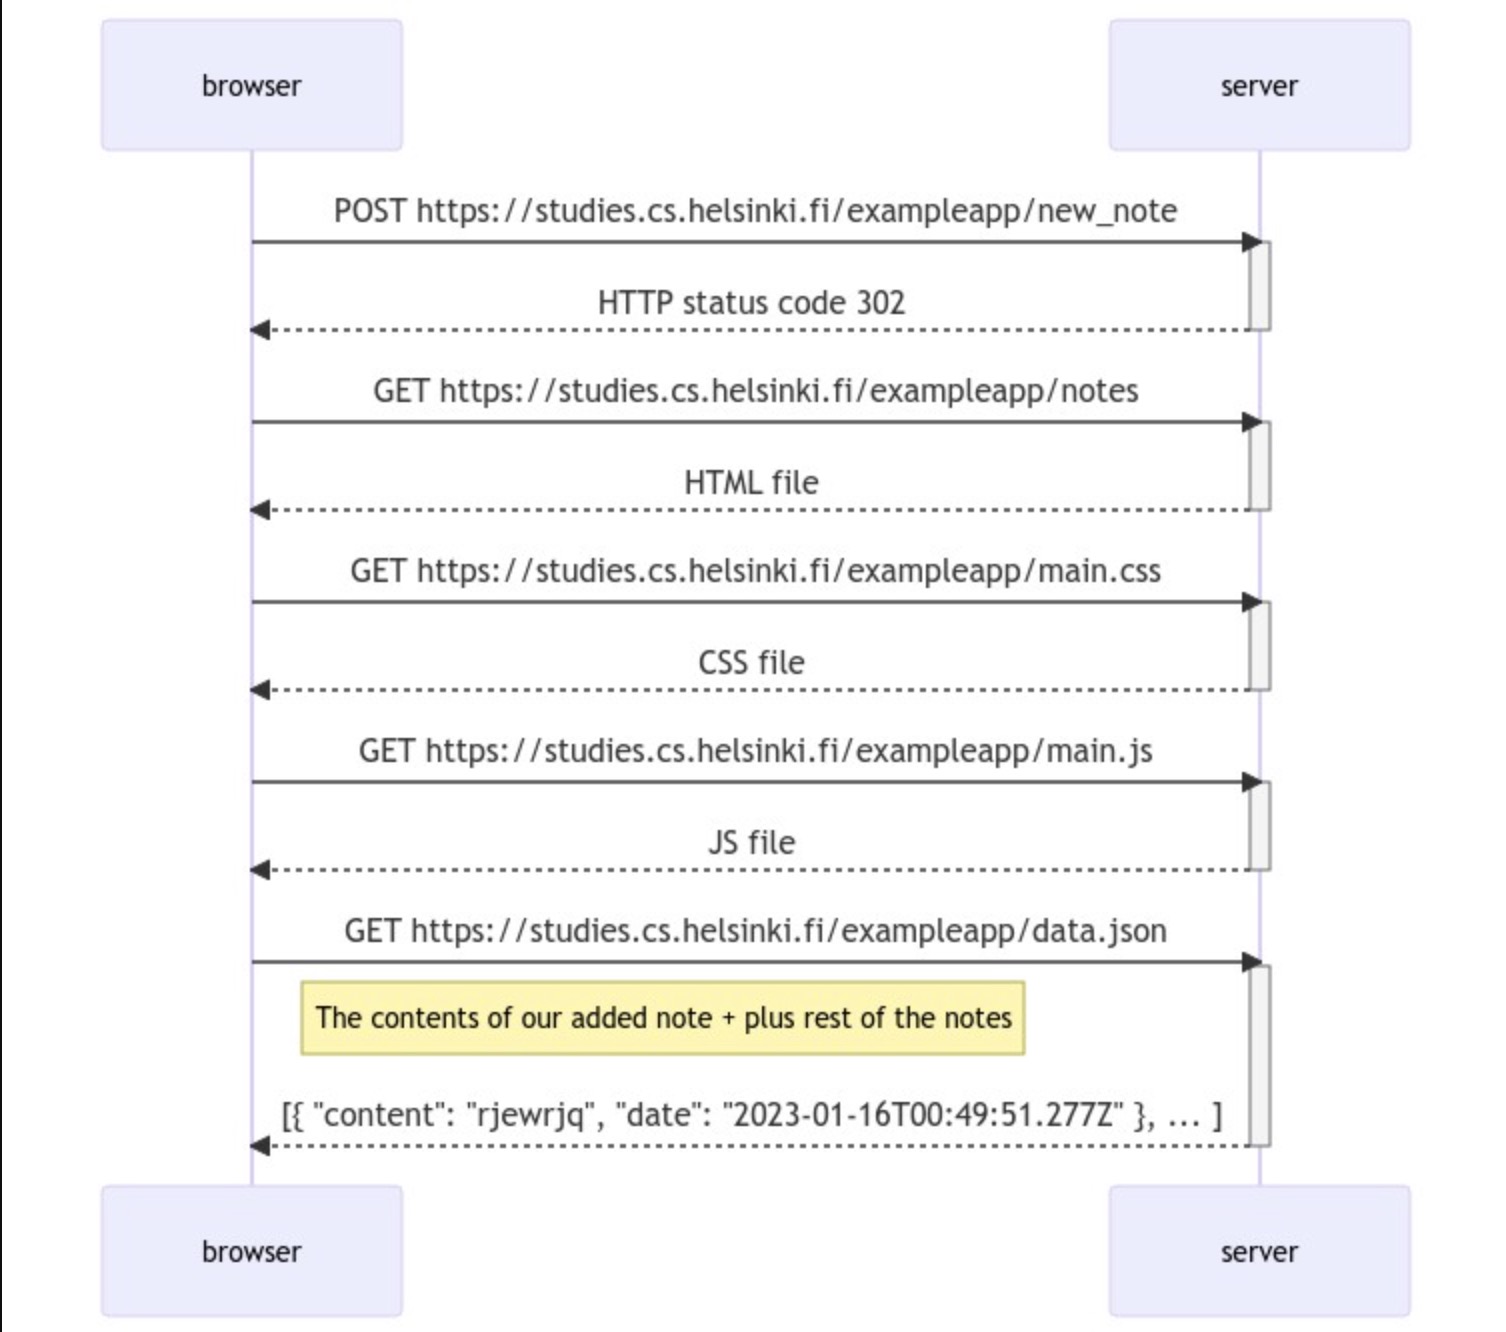 browser
server
POST https://studies.cs.helsinki.fi/exampleapp/new_note
HTTP status code 302
GET https://studies.cs.helsinki.fi/exampleapp/notes
HTML file
GET https://studies.cs.helsinki.fi/exampleapp/main.css
CSS file
GET https://studies.cs.helsinki.fi/exampleapp/main.js
JS file
GET https://studies.cs.helsinki.fi/exampleapp/data.json
The contents of our added note + plus rest of the notes
[{ "content": "rjewrjq", "date": "2023-01-16T00:49:51.277Z" }, ... ]
browser
server